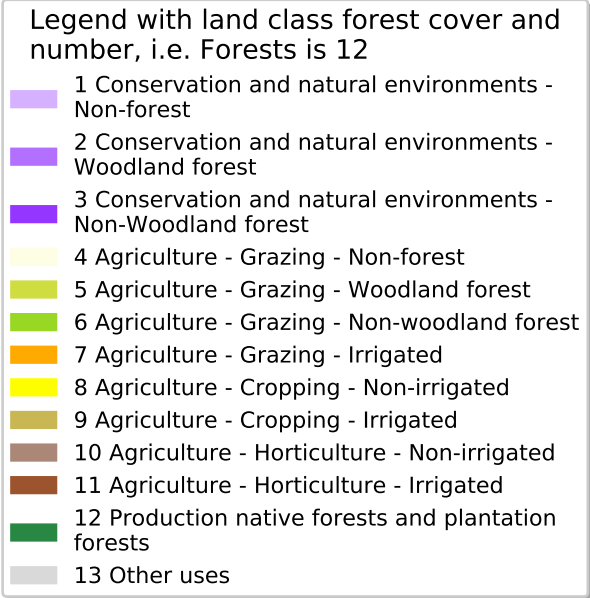 Legend with land class forest cover and
number, i.e. Forests is 12
1 Conservation and natural environments -
Non-forest
2 Conservation and natural environments -
Woodland forest
3 Conservation and natural environments -
Non-Woodland forest
4 Agriculture - Grazing - Non-forest
5 Agriculture - Grazing - Woodland forest
6 Agriculture - Grazing - Non-woodland forest
7 Agriculture - Grazing - Irrigated
8 Agriculture - Cropping - Non-irrigated
9 Agriculture - Cropping - Irrigated
10 Agriculture - Horticulture - Non-irrigated
11 Agriculture - Horticulture - Irrigated
12 Production native forests and plantation
forests
13 Other uses